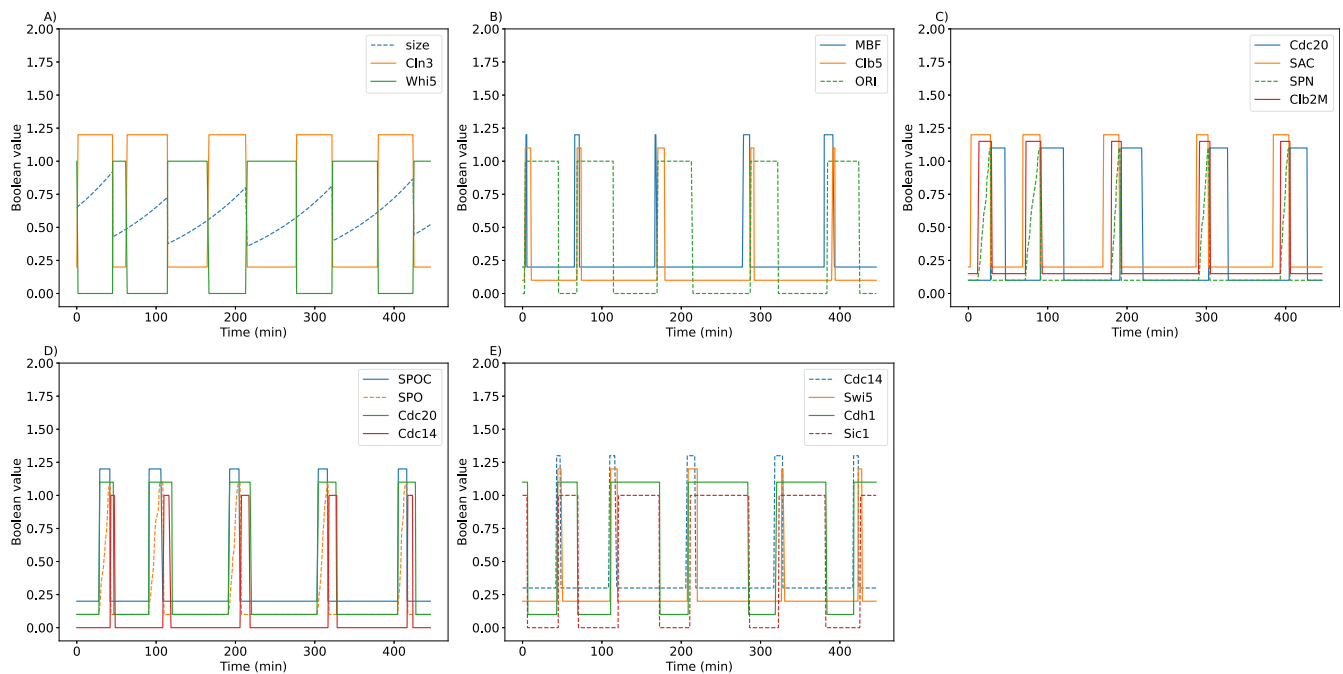 A)
Boolean value
2.00
1.75
1.50
1.25
1.00
0.75
0.50
0.25
0.00
size
Cln3
Whi5
0 100 200 300 400
Time (min)
B)
Boolean value
2.00
1.75
1.50
1.25
1.00
0.75
0.50
0.25
0.00
MBF
Clb5
ORI
0 100 200 300 400
Time (min)
C)
Boolean value
2.00
1.75
1.50
1.25
1.00
0.75
0.50
0.25
0.00
Cdc20
SAC
SPN
Clb2M
0 100 200 300 400
Time (min)
D)
Boolean value
2.00
1.75
1.50
1.25
1.00
0.75
0.50
0.25
0.00
SPOC
SPO
Cdc20
Cdc14
0 100 200 300 400
Time (min)
E)
Boolean value
2.00
1.75
1.50
1.25
1.00
0.75
0.50
0.25
0.00
Cdc14
Swi5
Cdh1
Sic1
0 100 200 300 400
Time (min)